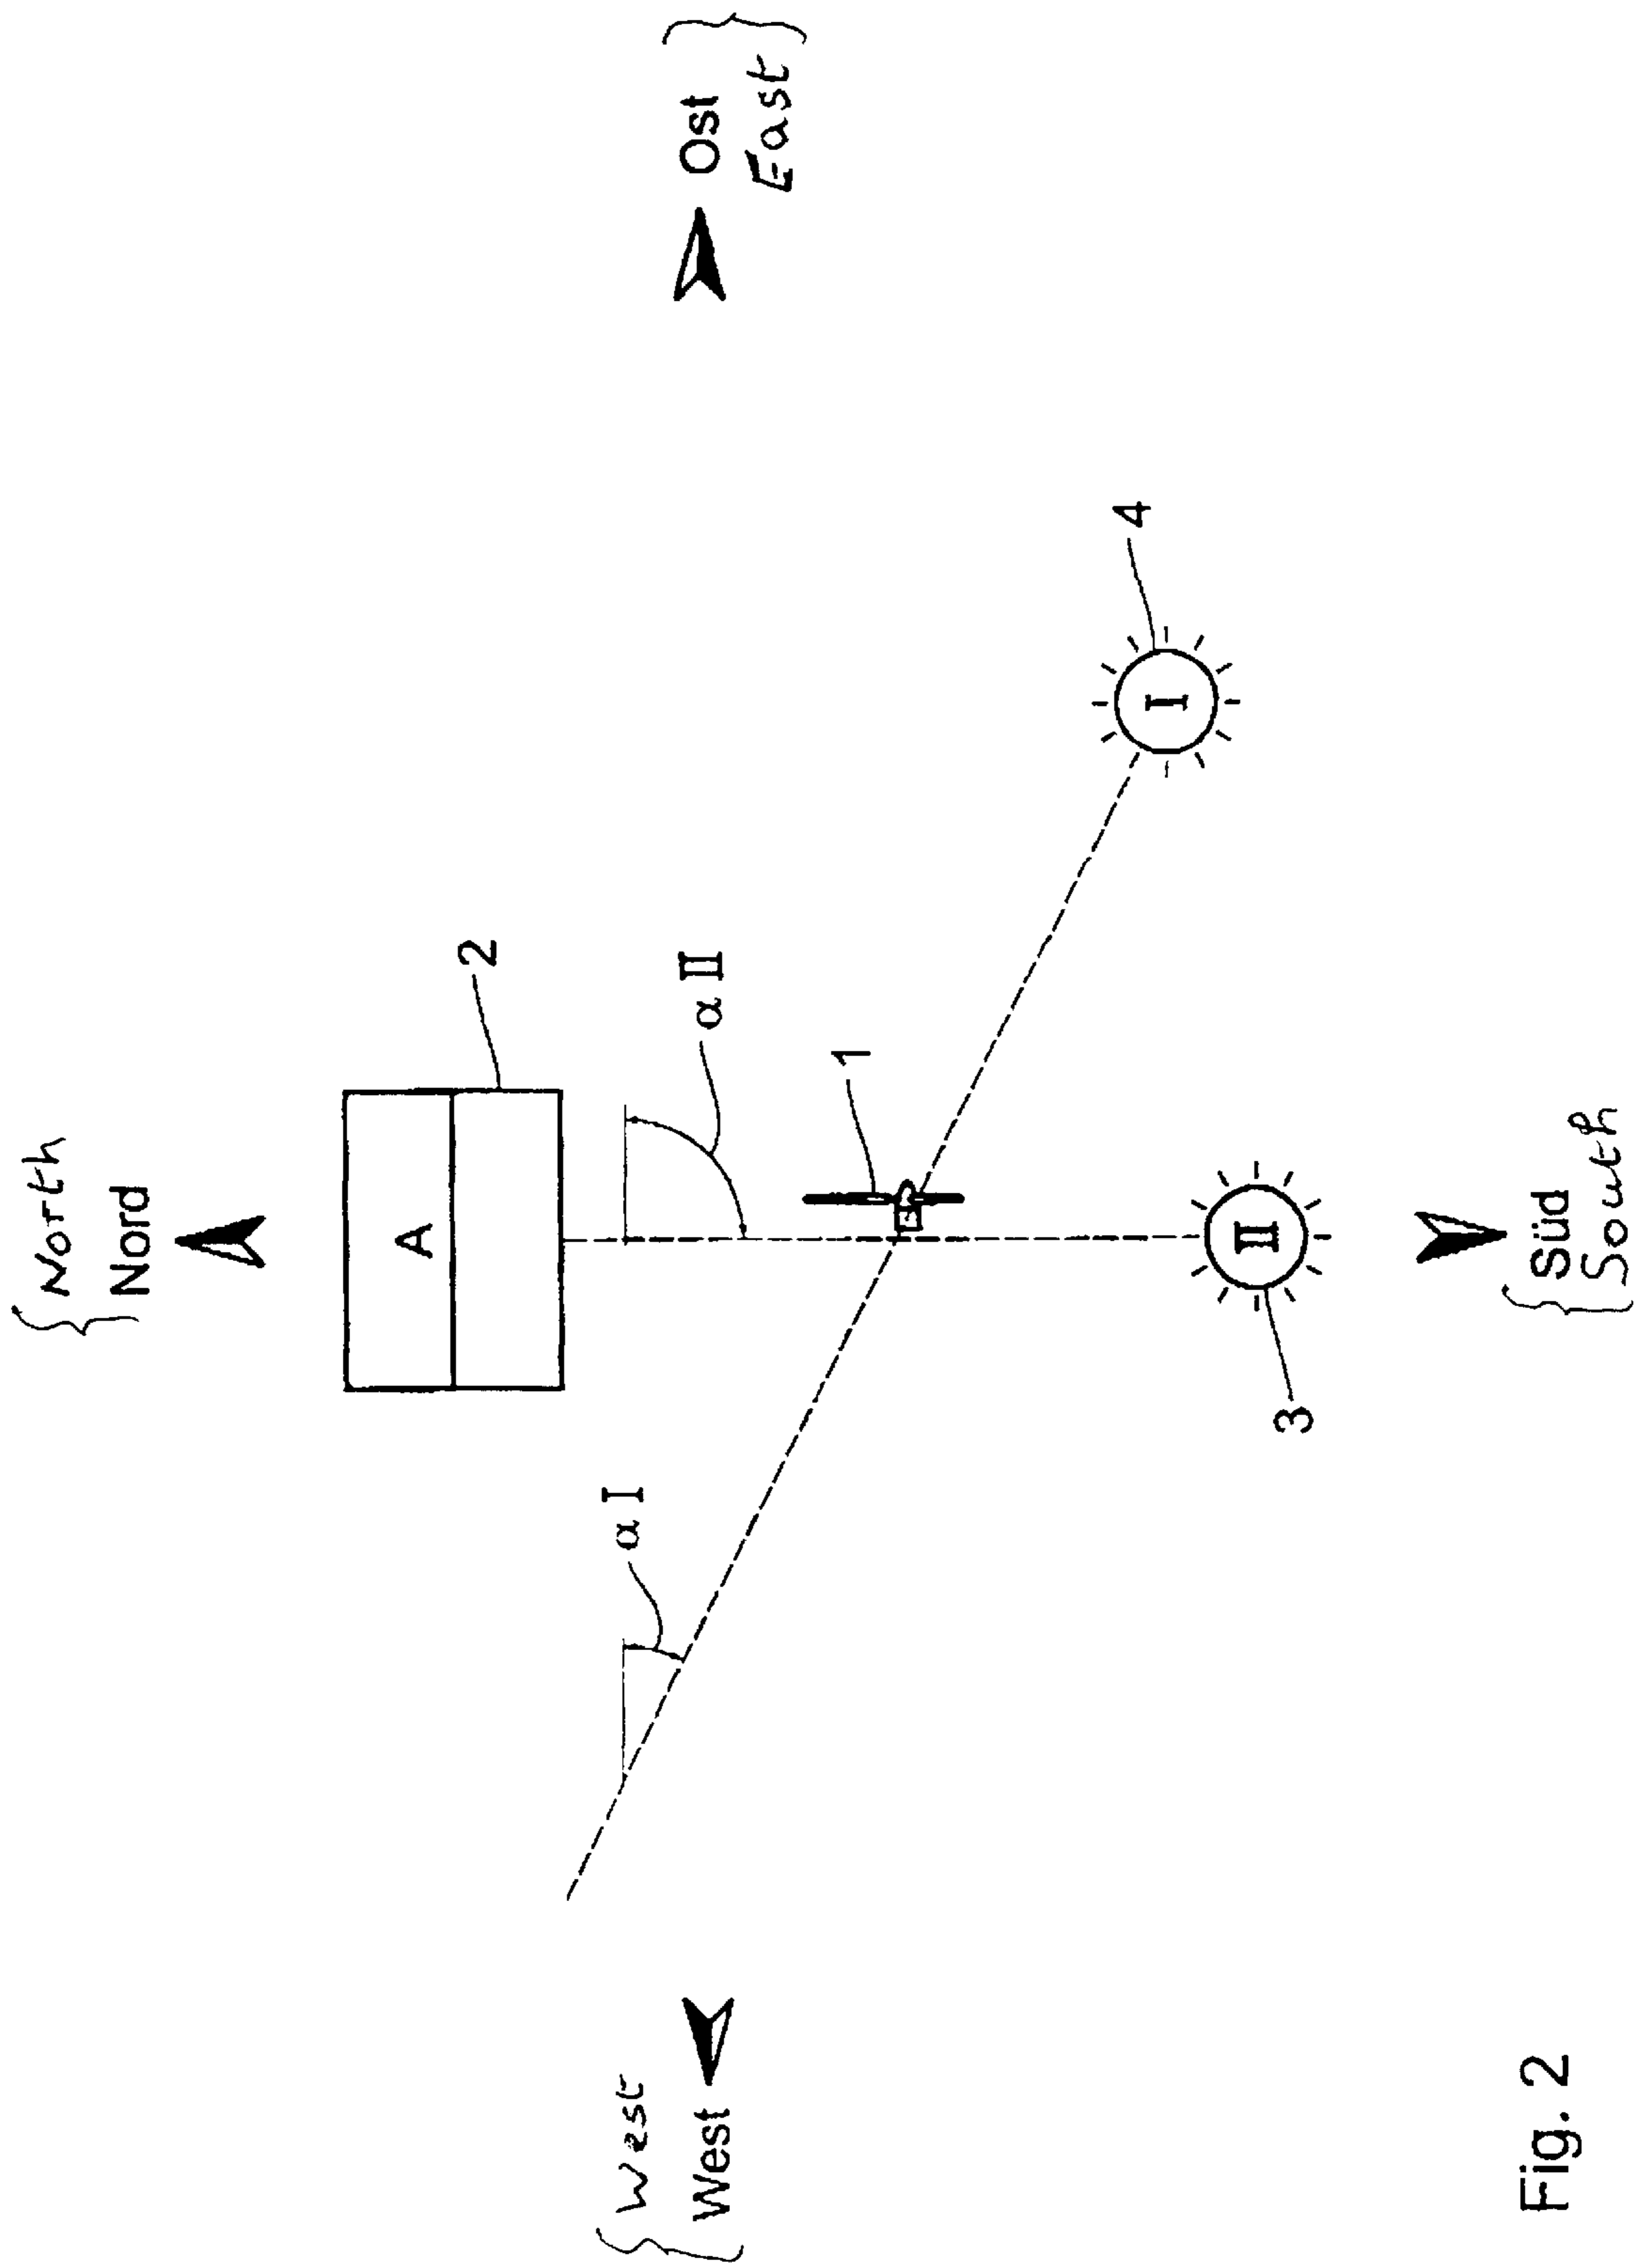 North
Nord
A
2
α II
1
α I
West
West
Ost
East
4
I
II
3
Süd
South
Fig. 2